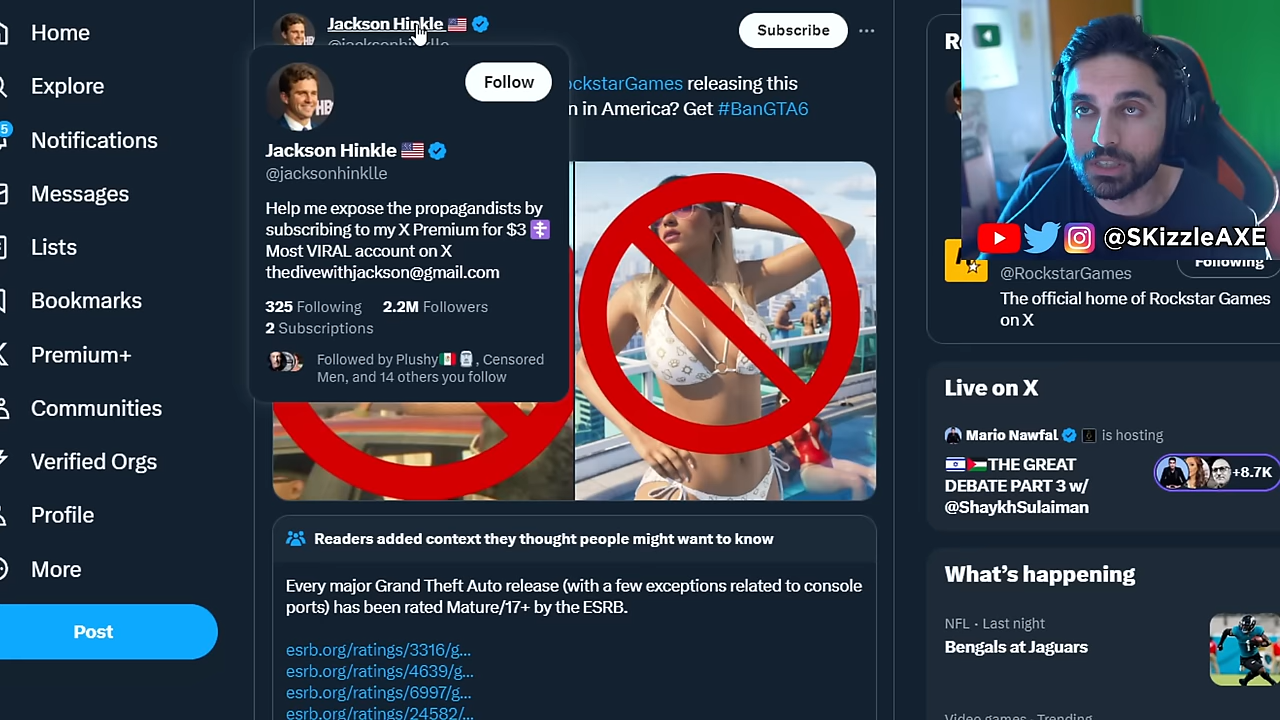 Home
Explore
5
Notifications
Messages
Lists
Bookmarks
Premium+
Communities
Verified Orgs
Profile
More
Post
Jackson Hinkle
@jacksonhinklle
Subscribe
ckstarGames releasing this
n in America? Get #BanGTA6
Follow
Jackson Hinkle
@jacksonhinklle
Help me expose the propagandists by
subscribing to my X Premium for $3
Most VIRAL account on X
thedivewithjackson@gmail.com
325 Following 2.2M Followers
2 Subscriptions
Followed by Plushy, Censored
Men, and 14 others you follow
Readers added context they thought people might want to know
Every major Grand Theft Auto release (with a few exceptions related to console
ports) has been rated Mature/17+ by the ESRB.
esrb.org/ratings/3316/g...
esrb.org/ratings/4639/g...
esrb.org/ratings/6997/g...
esrb.org/ratings/24582/...
@SKizzleAXE
Following
@RockstarGames
The official home of Rockstar Games
on X
Live on X
Mario Nawfal is hosting
THE GREAT
DEBATE PART 3 w/
@ShaykhSulaiman
+8.7K
What's happening
NFL · Last night
Bengals at Jaguars
Video games · Trending